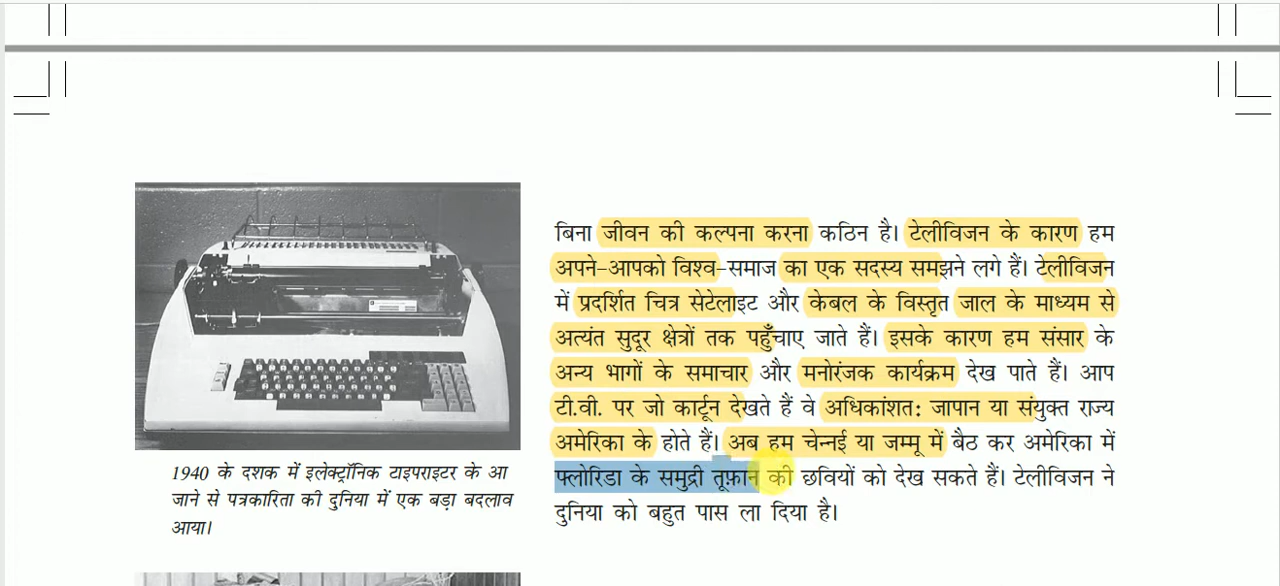 बिना जीवन की कल्पना करना कठिन है। टेलीविजन के कारण हम
अपने-आपको विश्व-समाज का एक सदस्य समझने लगे हैं। टेलीविजन
में प्रदर्शित चित्र सेटेलाइट और केबल के विस्तृत जाल के माध्यम से
अत्यंत सुदूर क्षेत्रों तक पहुँचाए जाते हैं। इसके कारण हम संसार के
अन्य भागों के समाचार और मनोरंजक कार्यक्रम देख पाते हैं। आप
टी.वी. पर जो कार्टून देखते हैं वे अधिकांशत: जापान या संयुक्त राज्य
अमेरिका के होते हैं। अब हम चेन्नई या जम्मू में बैठ कर अमेरिका में
फ्लोरिडा के समुद्री तूफ़ान की छवियों को देख सकते हैं। टेलीविजन ने
दुनिया को बहुत पास ला दिया है।
1940 के दशक में इलेक्ट्रॉनिक टाइपराइटर के आ
जाने से पत्रकारिता की दुनिया में एक बड़ा बदलाव
आया।